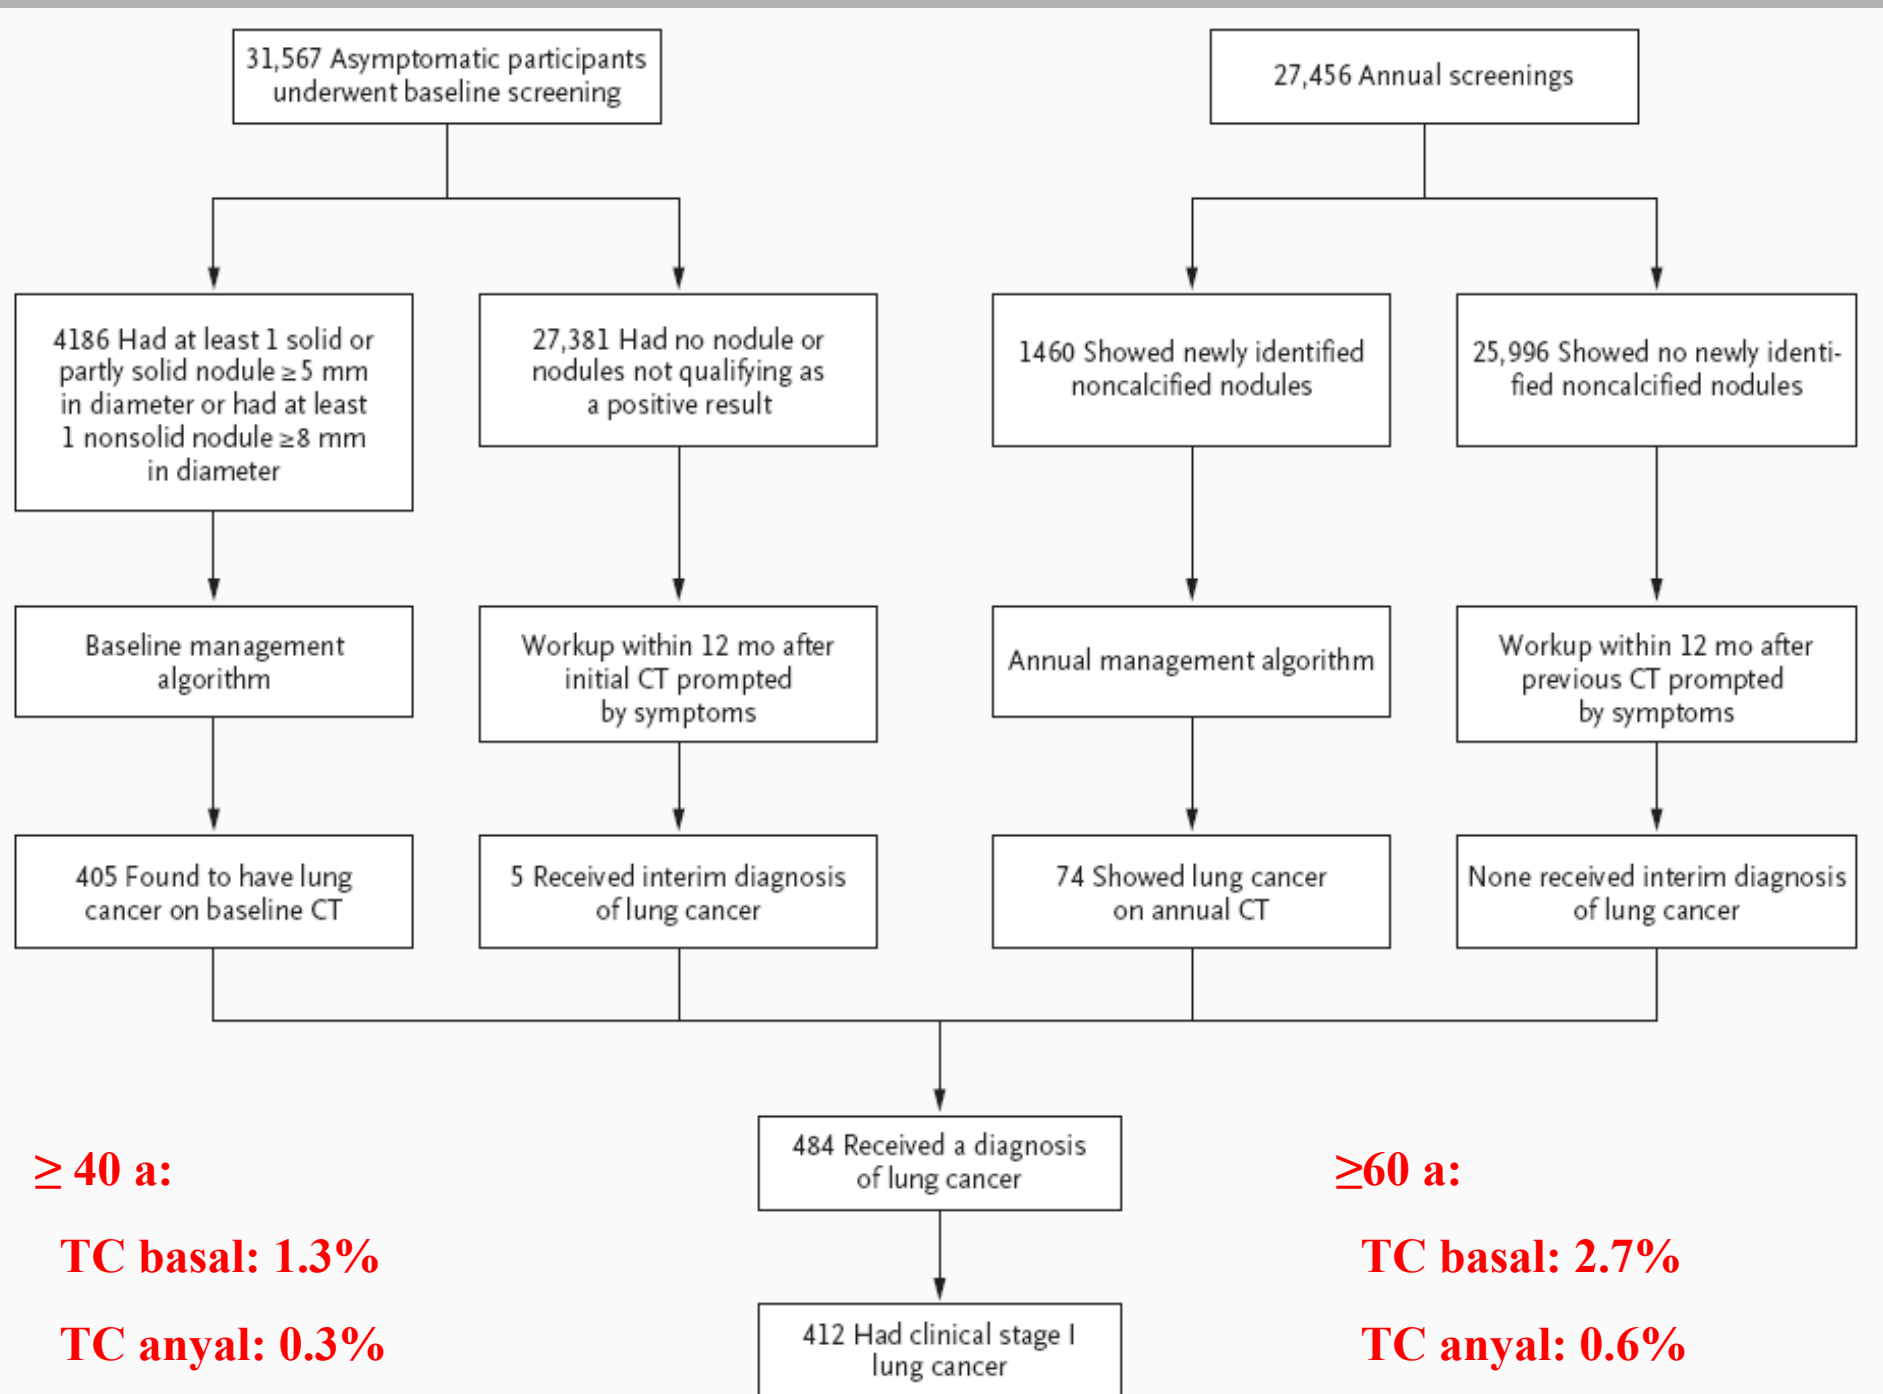 31,567 Asymptomatic participants
underwent baseline screening
27,456 Annual screenings
4186 Had at least 1 solid or
partly solid nodule ≥5 mm
in diameter or had at least
1 nonsolid nodule ≥8 mm
in diameter
27,381 Had no nodule or
nodules not qualifying as
a positive result
1460 Showed newly identified
noncalcified nodules
25,996 Showed no newly identi-
fied noncalcified nodules
Baseline management
algorithm
Workup within 12 mo after
initial CT prompted
by symptoms
Annual management algorithm
Workup within 12 mo after
previous CT prompted
by symptoms
405 Found to have lung
cancer on baseline CT
5 Received interim diagnosis
of lung cancer
74 Showed lung cancer
on annual CT
None received interim diagnosis
of lung cancer
484 Received a diagnosis
of lung cancer
412 Had clinical stage I
lung cancer
≥ 40 a:
TC basal: 1.3%
TC anyal: 0.3%
≥60 a:
TC basal: 2.7%
TC anyal: 0.6%